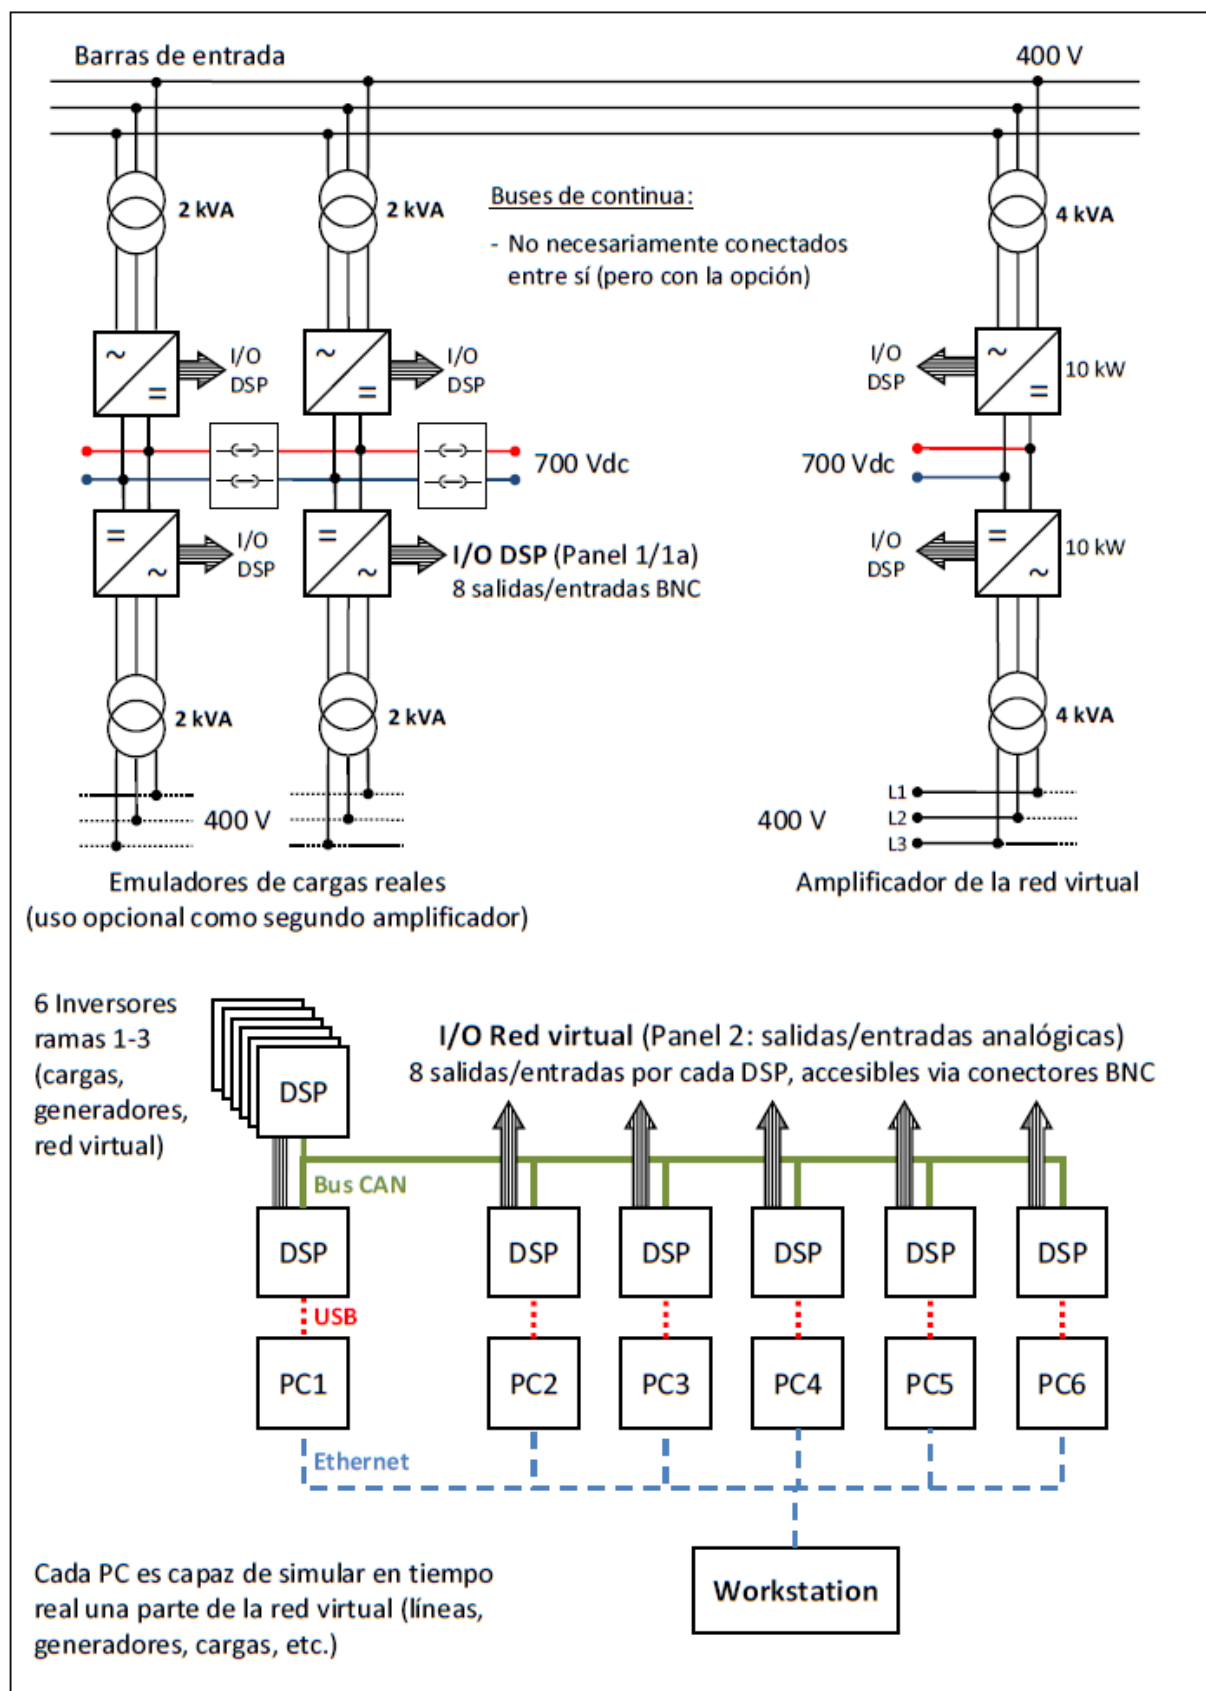 Barras de entrada
400 V
2 kVA
2 kVA
4 kVA
Buses de continua:
- No necesariamente conectados
entre sí (pero con la opción)
~
=
I/O
DSP
~
=
I/O
DSP
I/O
DSP
~
=
10 kW
700 Vdc
700 Vdc
=
~
I/O
DSP
=
~
I/O DSP (Panel 1/1a)
8 salidas/entradas BNC
I/O
DSP
=
~
10 kW
2 kVA
2 kVA
4 kVA
400 V
400 V
L1
L2
L3
Emuladores de cargas reales
(uso opcional como segundo amplificador)
Amplificador de la red virtual
6 Inversores
ramas 1-3
(cargas,
generadores,
red virtual)
DSP
I/O Red virtual (Panel 2: salidas/entradas analógicas)
8 salidas/entradas por cada DSP, accesibles via conectores BNC
Bus CAN
DSP
DSP
DSP
DSP
DSP
DSP
USB
PC1
PC2
PC3
PC4
PC5
PC6
Ethernet
Workstation
Cada PC es capaz de simular en tiempo
real una parte de la red virtual (líneas,
generadores, cargas, etc.)